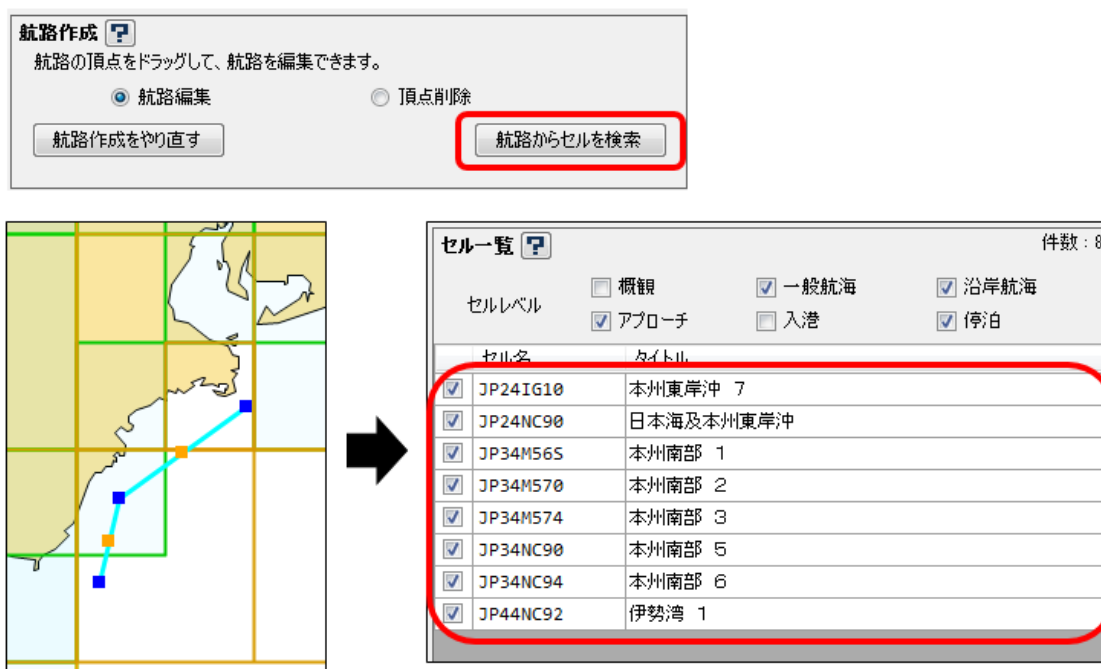 航路作成 ?
航路の頂点をドラッグして、航路を編集できます。
航路編集 頂点削除
航路作成をやり直す 航路からセルを検索
セル一覧 ? 件数 : 8
セルレベル
概観 一般航海 沿岸航海
アプローチ 入港 停泊
セル名 タイトル
JP24IG10 本州東岸沖 7
JP24NC90 日本海及本州東岸沖
JP34M56S 本州南部 1
JP34M570 本州南部 2
JP34M574 本州南部 3
JP34NC90 本州南部 5
JP34NC94 本州南部 6
JP44NC92 伊勢湾 1